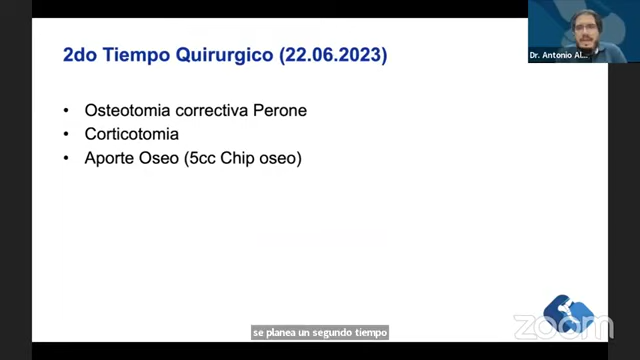 2do Tiempo Quirurgico (22.06.2023)
Dr. Antonio Al...
• Osteotomia correctiva Perone
• Corticotomia
• Aporte Oseo (5cc Chip oseo)
se planea un segundo tiempo
zoom